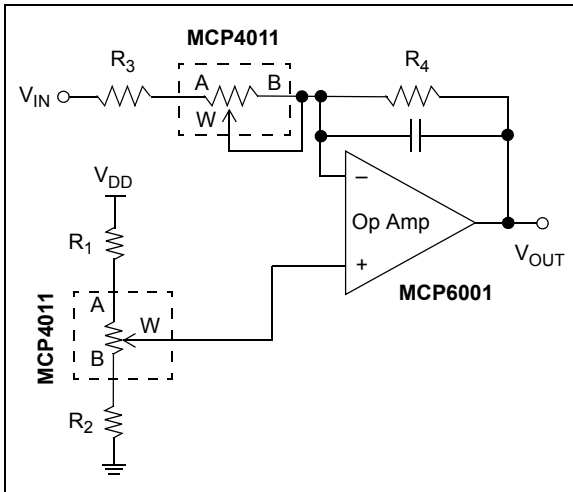 MCP4011
R3
A
B
R4
VIN
W
VDD
−
Op Amp
R1
VOUT
+
MCP6001
A
W
MCP4011
B
R2